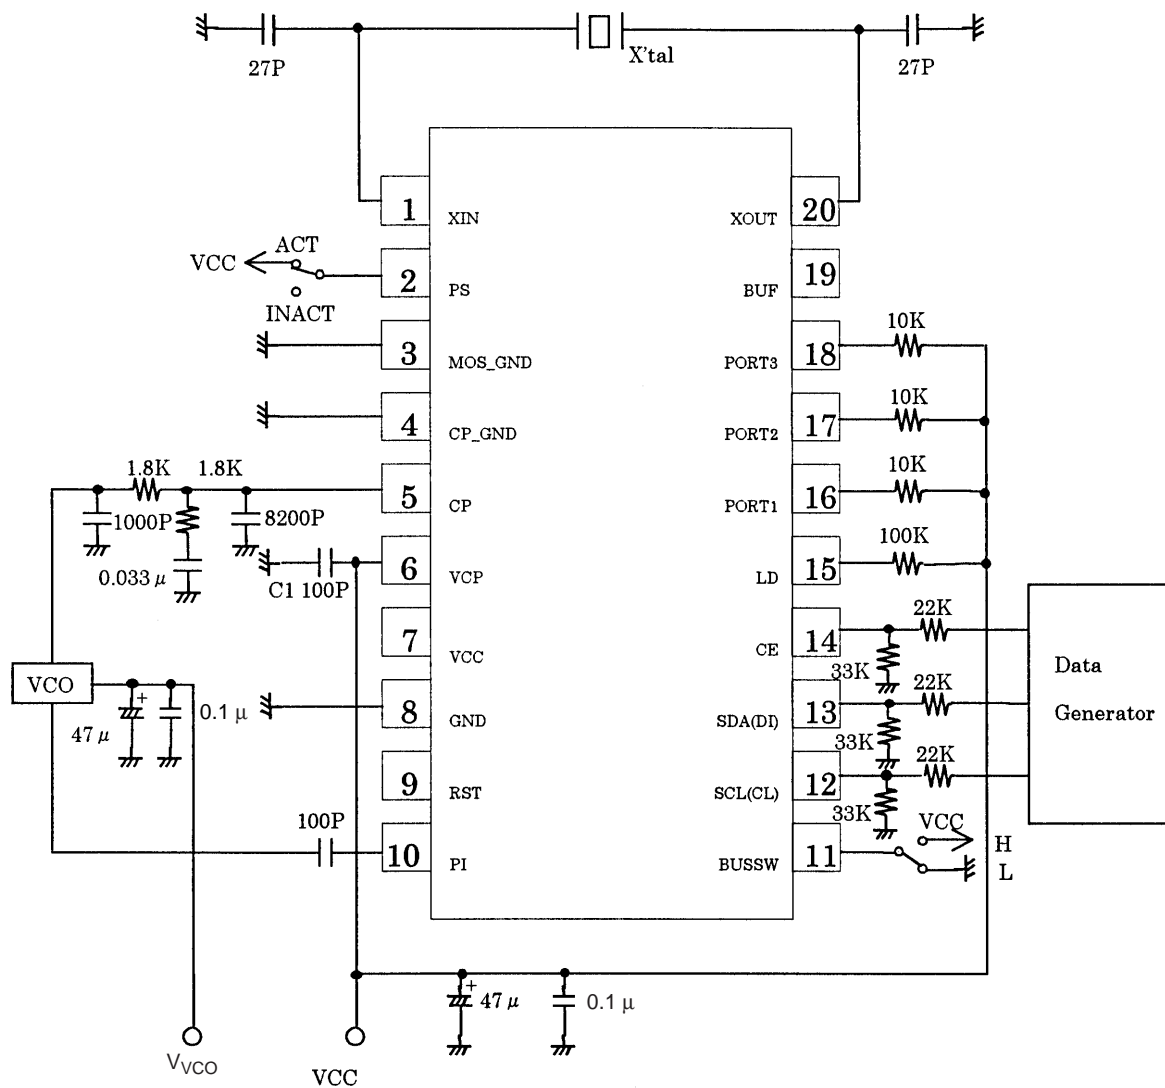 27P
X'tal
27P
1 XIN
XOUT 20
VCC ACT
INACT
2 PS
BUF 19
3 MOS_GND
PORT3 18
10K
4 CP_GND
PORT2 17
10K
1.8K
1.8K
1000P
8200P
0.033 μ
5 CP
PORT1 16
10K
C1 100P
6 VCP
LD 15
100K
7 VCC
CE 14
22K
33K
Data
Generator
VCO
+
47 μ
0.1 μ
8 GND
SDA(DI) 13
22K
33K
9 RST
SCL(CL) 12
22K
33K
100P
10 PI
BUSSW 11
VCC
H
L
+
47 μ
0.1 μ
VVCO
VCC